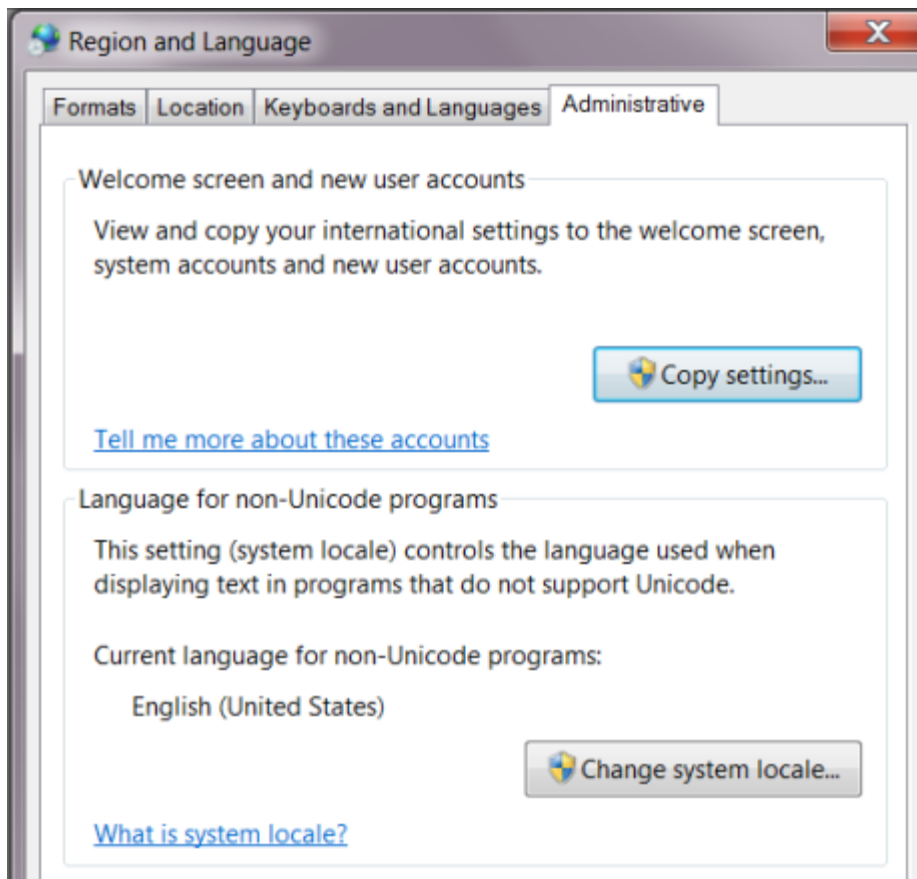 Region and Language
Formats Location Keyboards and Languages Administrative
Welcome screen and new user accounts
View and copy your international settings to the welcome screen,
system accounts and new user accounts.
Copy settings...
Tell me more about these accounts
Language for non-Unicode programs
This setting (system locale) controls the language used when
displaying text in programs that do not support Unicode.
Current language for non-Unicode programs:
English (United States)
Change system locale...
What is system locale?